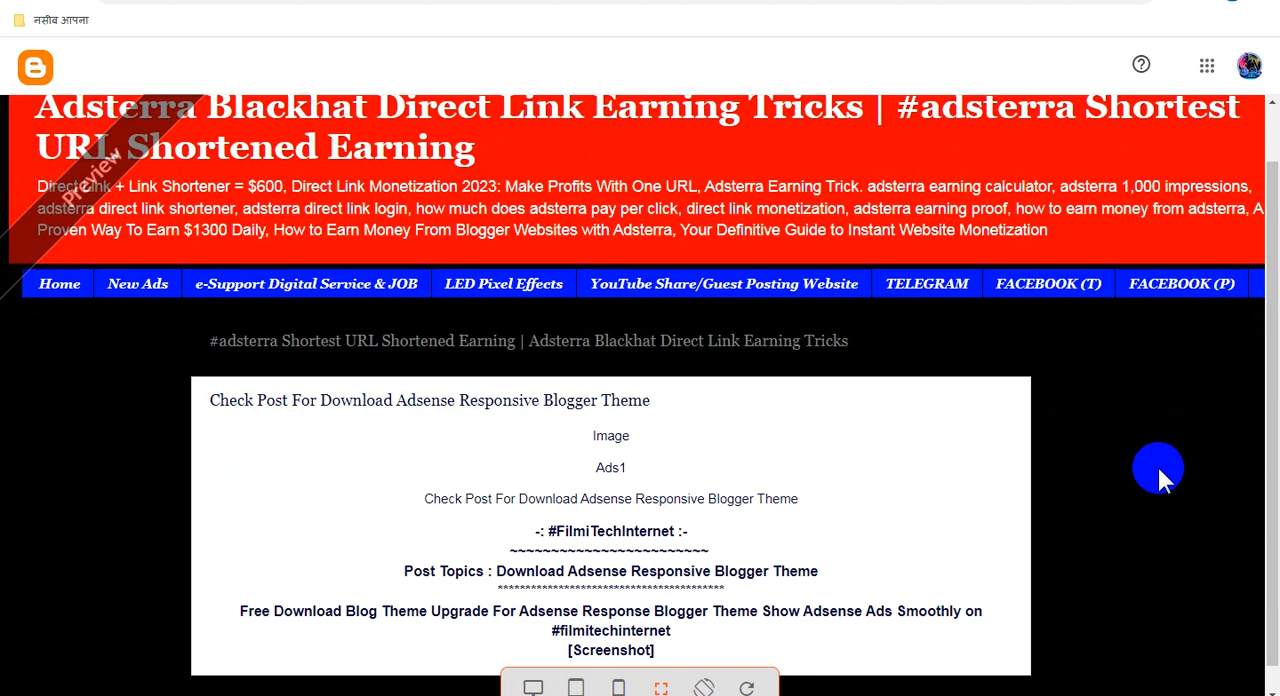 नसीब आपना
Adsterra Blackhat Direct Link Earning Tricks | #adsterra Shortest
URL Shortened Earning
Preview
Direct Link + Link Shortener = $600, Direct Link Monetization 2023: Make Profits With One URL, Adsterra Earning Trick. adsterra earning calculator, adsterra 1,000 impressions,
adsterra direct link shortener, adsterra direct link login, how much does adsterra pay per click, direct link monetization, adsterra earning proof, how to earn money from adsterra, A
Proven Way To Earn $1300 Daily, How to Earn Money From Blogger Websites with Adsterra, Your Definitive Guide to Instant Website Monetization
Home New Ads e-Support Digital Service & JOB LED Pixel Effects YouTube Share/Guest Posting Website TELEGRAM FACEBOOK (T) FACEBOOK (P)
#adsterra Shortest URL Shortened Earning | Adsterra Blackhat Direct Link Earning Tricks
Check Post For Download Adsense Responsive Blogger Theme
Image
Ads1
Check Post For Download Adsense Responsive Blogger Theme
-: #FilmiTechInternet :-
~~~~~~~~~~~~~~~~~~~~~~~~
Post Topics : Download Adsense Responsive Blogger Theme
*****************************************
Free Download Blog Theme Upgrade For Adsense Response Blogger Theme Show Adsense Ads Smoothly on
#filmitechinternet
[Screenshot]